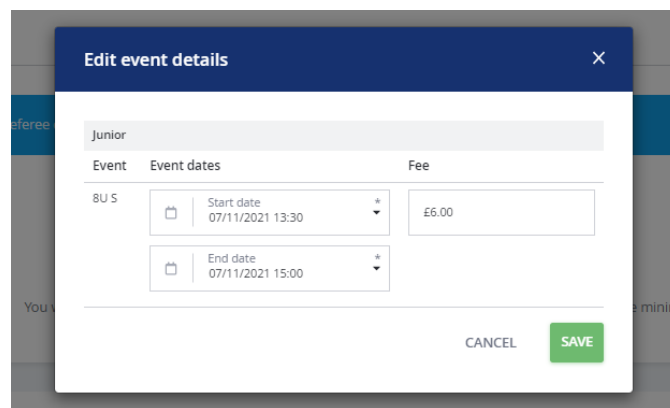 Edit event details
eferee
Junior
Event Event dates Fee
8U S
Start date *
07/11/2021 13:30
£6.00
End date *
07/11/2021 15:00
You
e mini
CANCEL SAVE